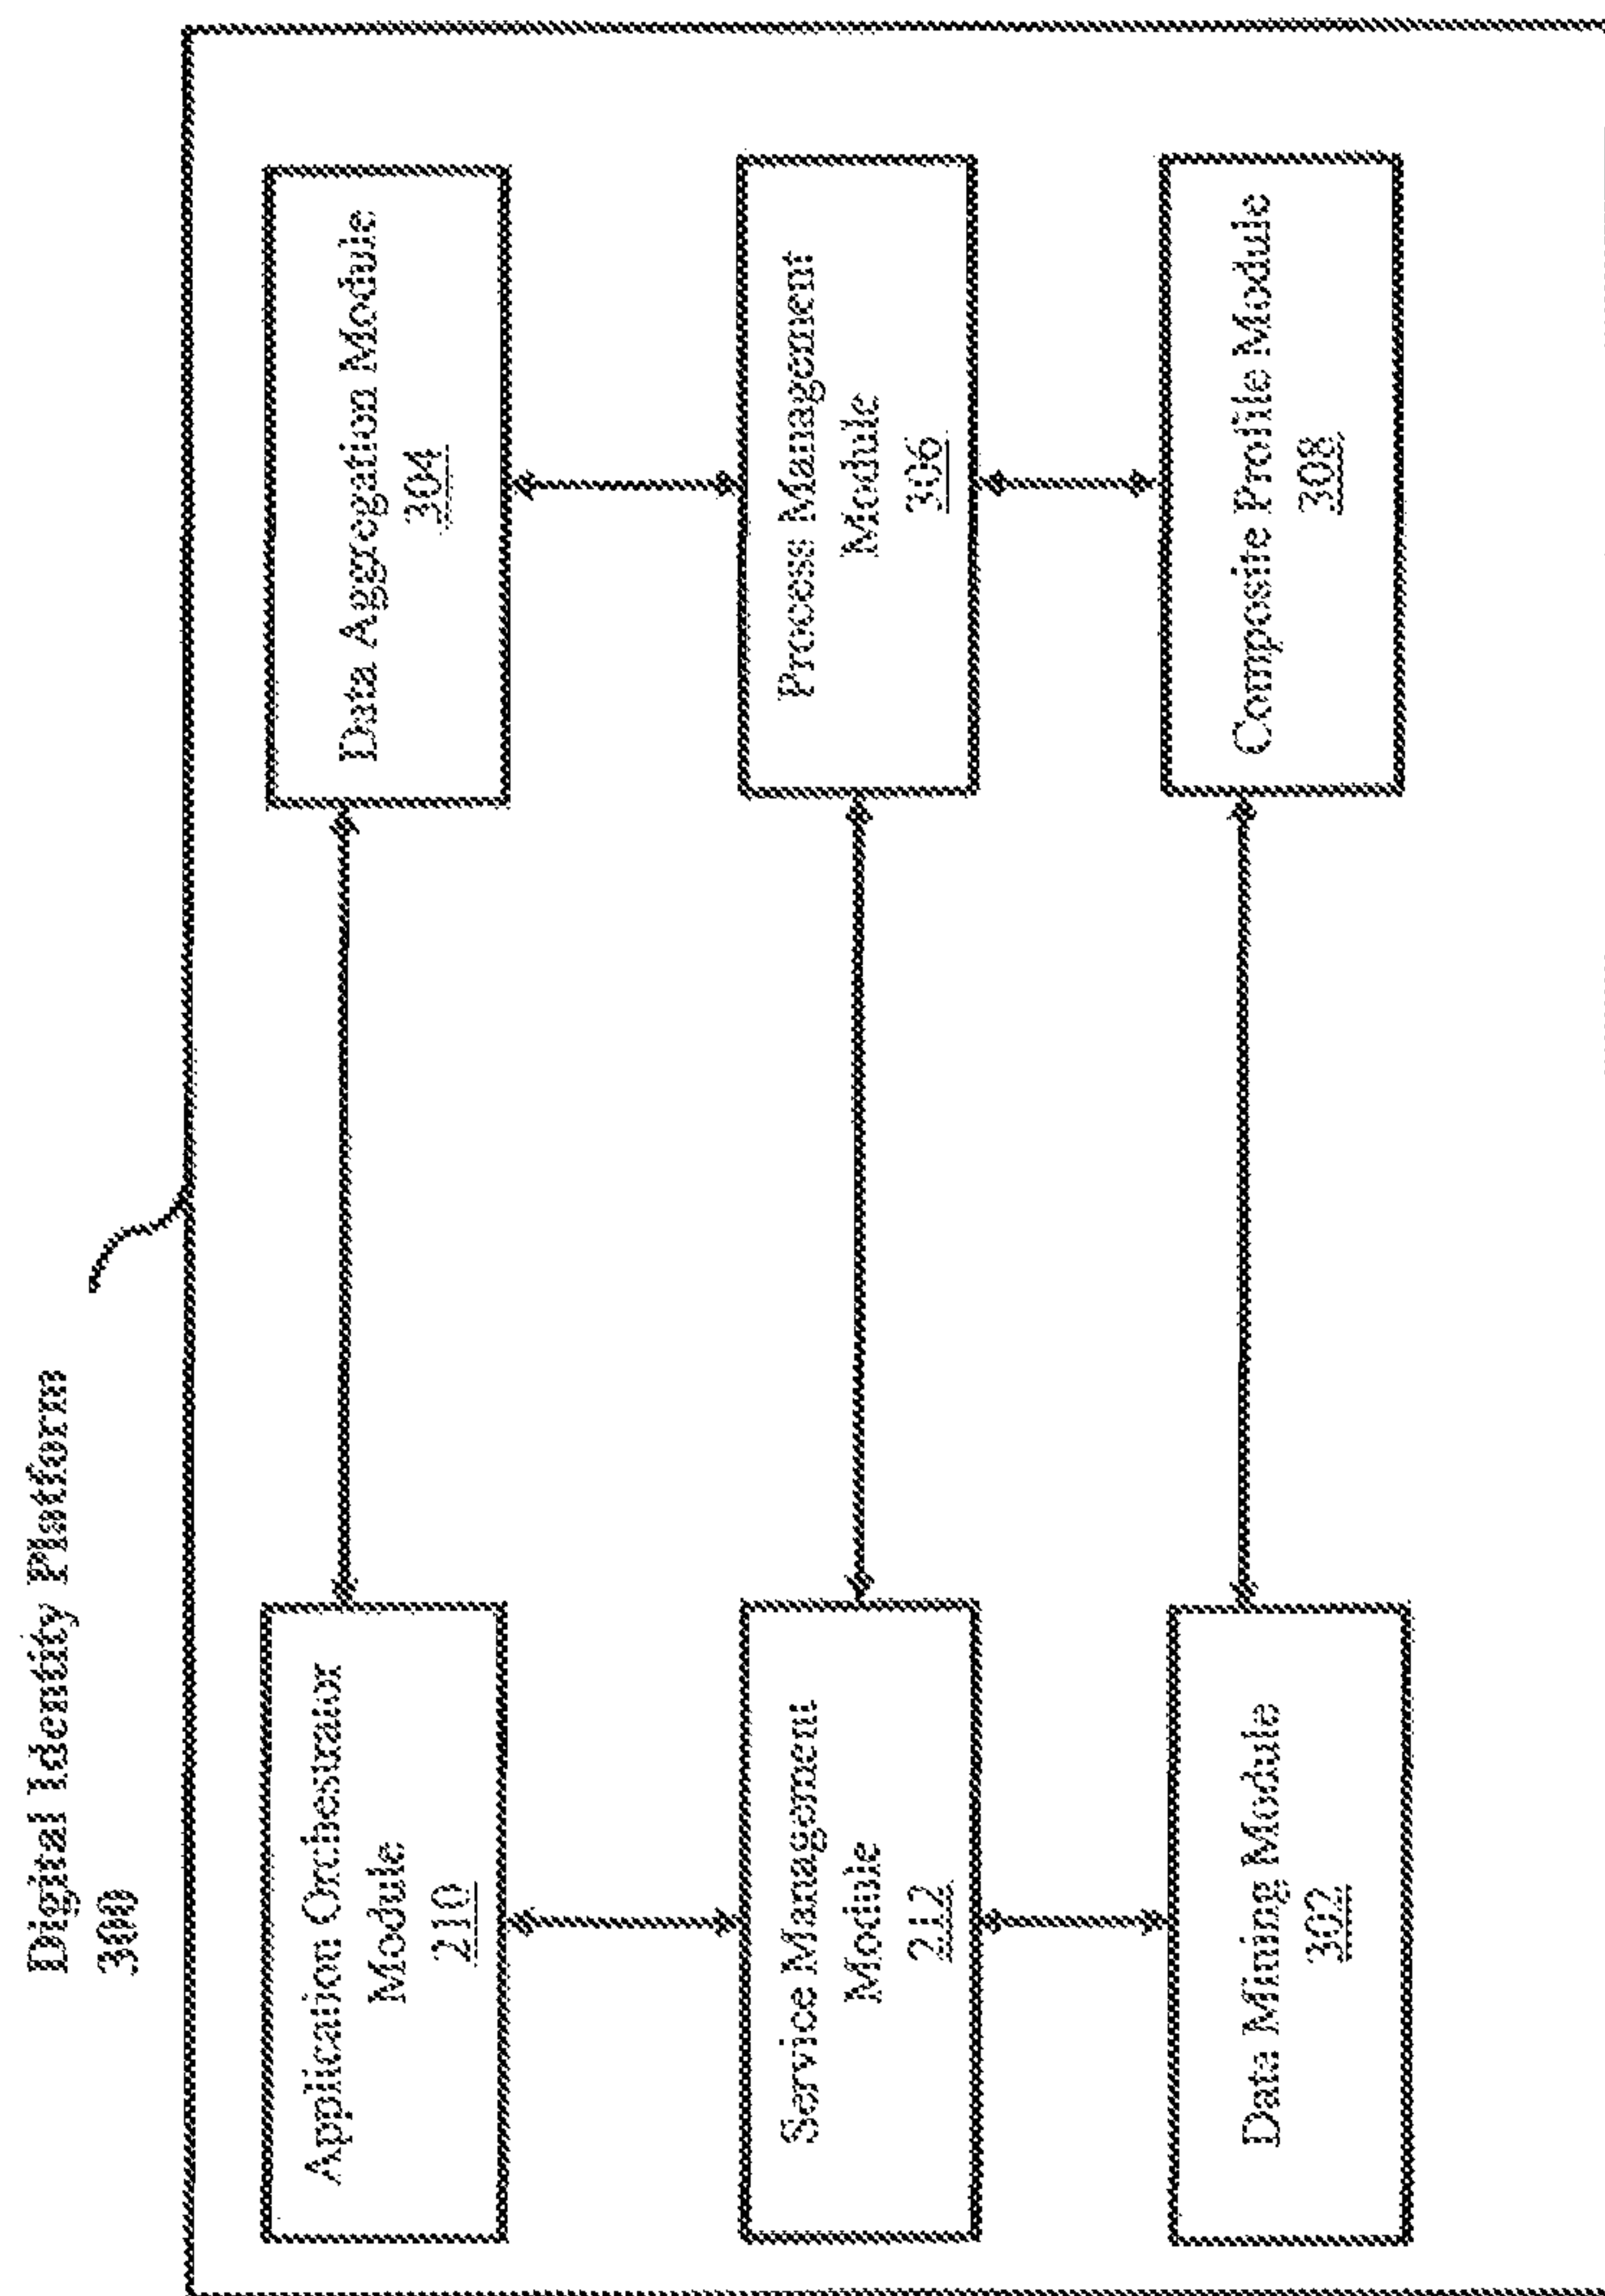 Digital Identity Platform
300
Application Orchestrator
Module
210
Data Aggregation Module
304
Service Management
Module
212
Process Management
Module
306
Data Mining Module
302
Composite Profile Module
308